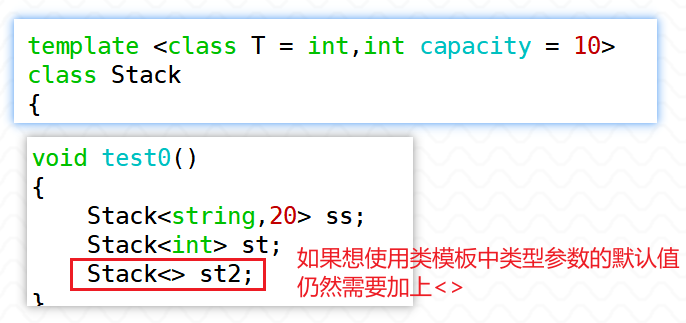 template <class T = int,int capacity = 10>
class Stack
{
void test0()
{
Stack<string,20> ss;
Stack<int> st;
Stack<> st2;
}
如果想使用类模板中类型参数的默认值
仍然需要加上<>